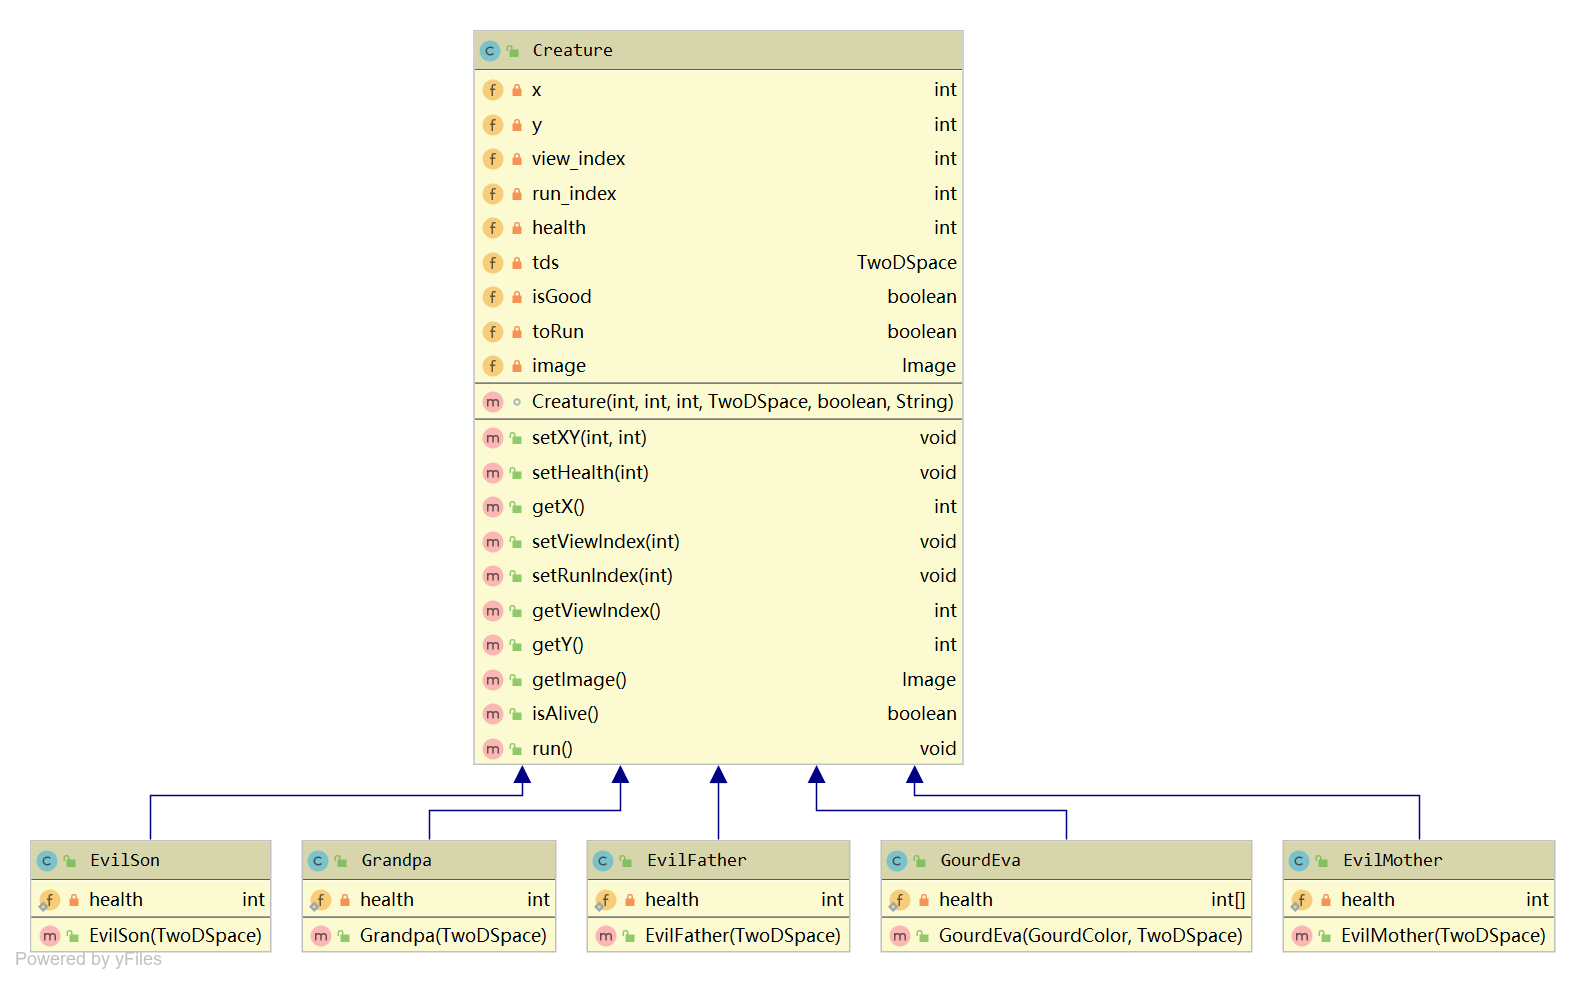 C Creature
f x int
f y int
f view_index int
f run_index int
f health int
f tds TwoDSpace
f isGood boolean
f toRun boolean
f image Image
m Creature(int, int, int, TwoDSpace, boolean, String)
m setXY(int, int) void
m setHealth(int) void
m getX() int
m setViewIndex(int) void
m setRunIndex(int) void
m getViewIndex() int
m getY() int
m getImage() Image
m isAlive() boolean
m run() void
C EvilSon
f health int
m EvilSon(TwoDSpace)
C Grandpa
f health int
m Grandpa(TwoDSpace)
C EvilFather
f health int
m EvilFather(TwoDSpace)
C GourdEva
f health int[]
m GourdEva(GourdColor, TwoDSpace)
C EvilMother
f health int
m EvilMother(TwoDSpace)
Powered by yFiles